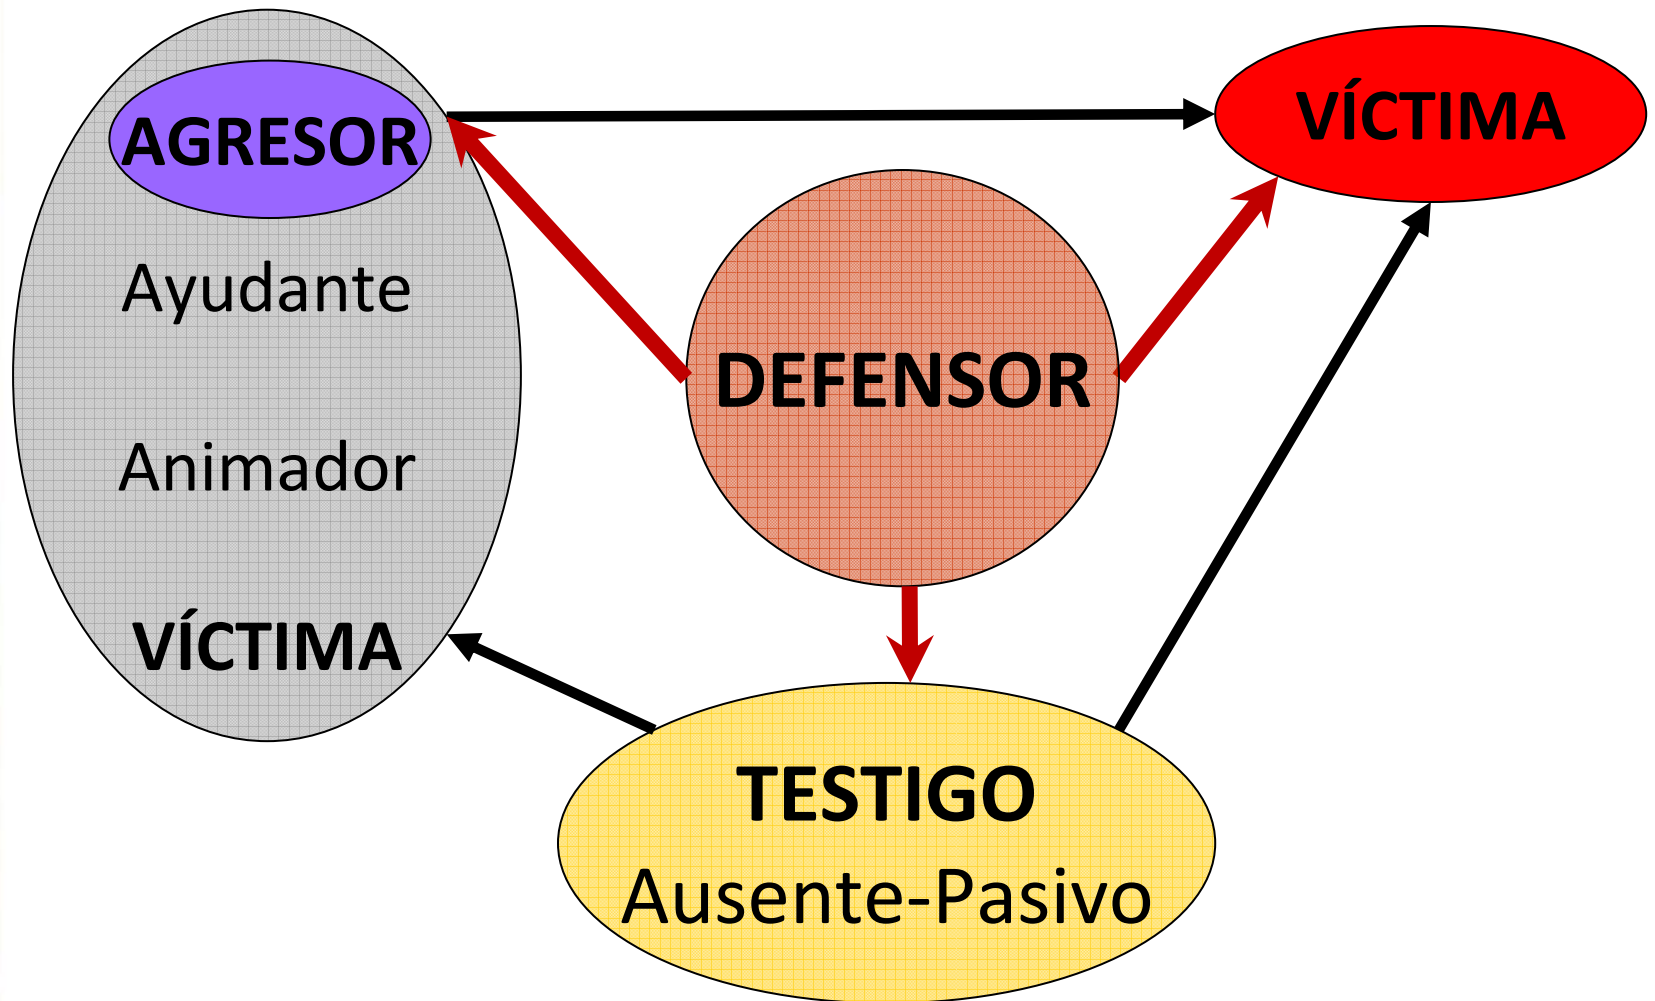 AGRESOR
Ayudante
Animador
VÍCTIMA
VÍCTIMA
DEFENSOR
TESTIGO
Ausente-Pasivo